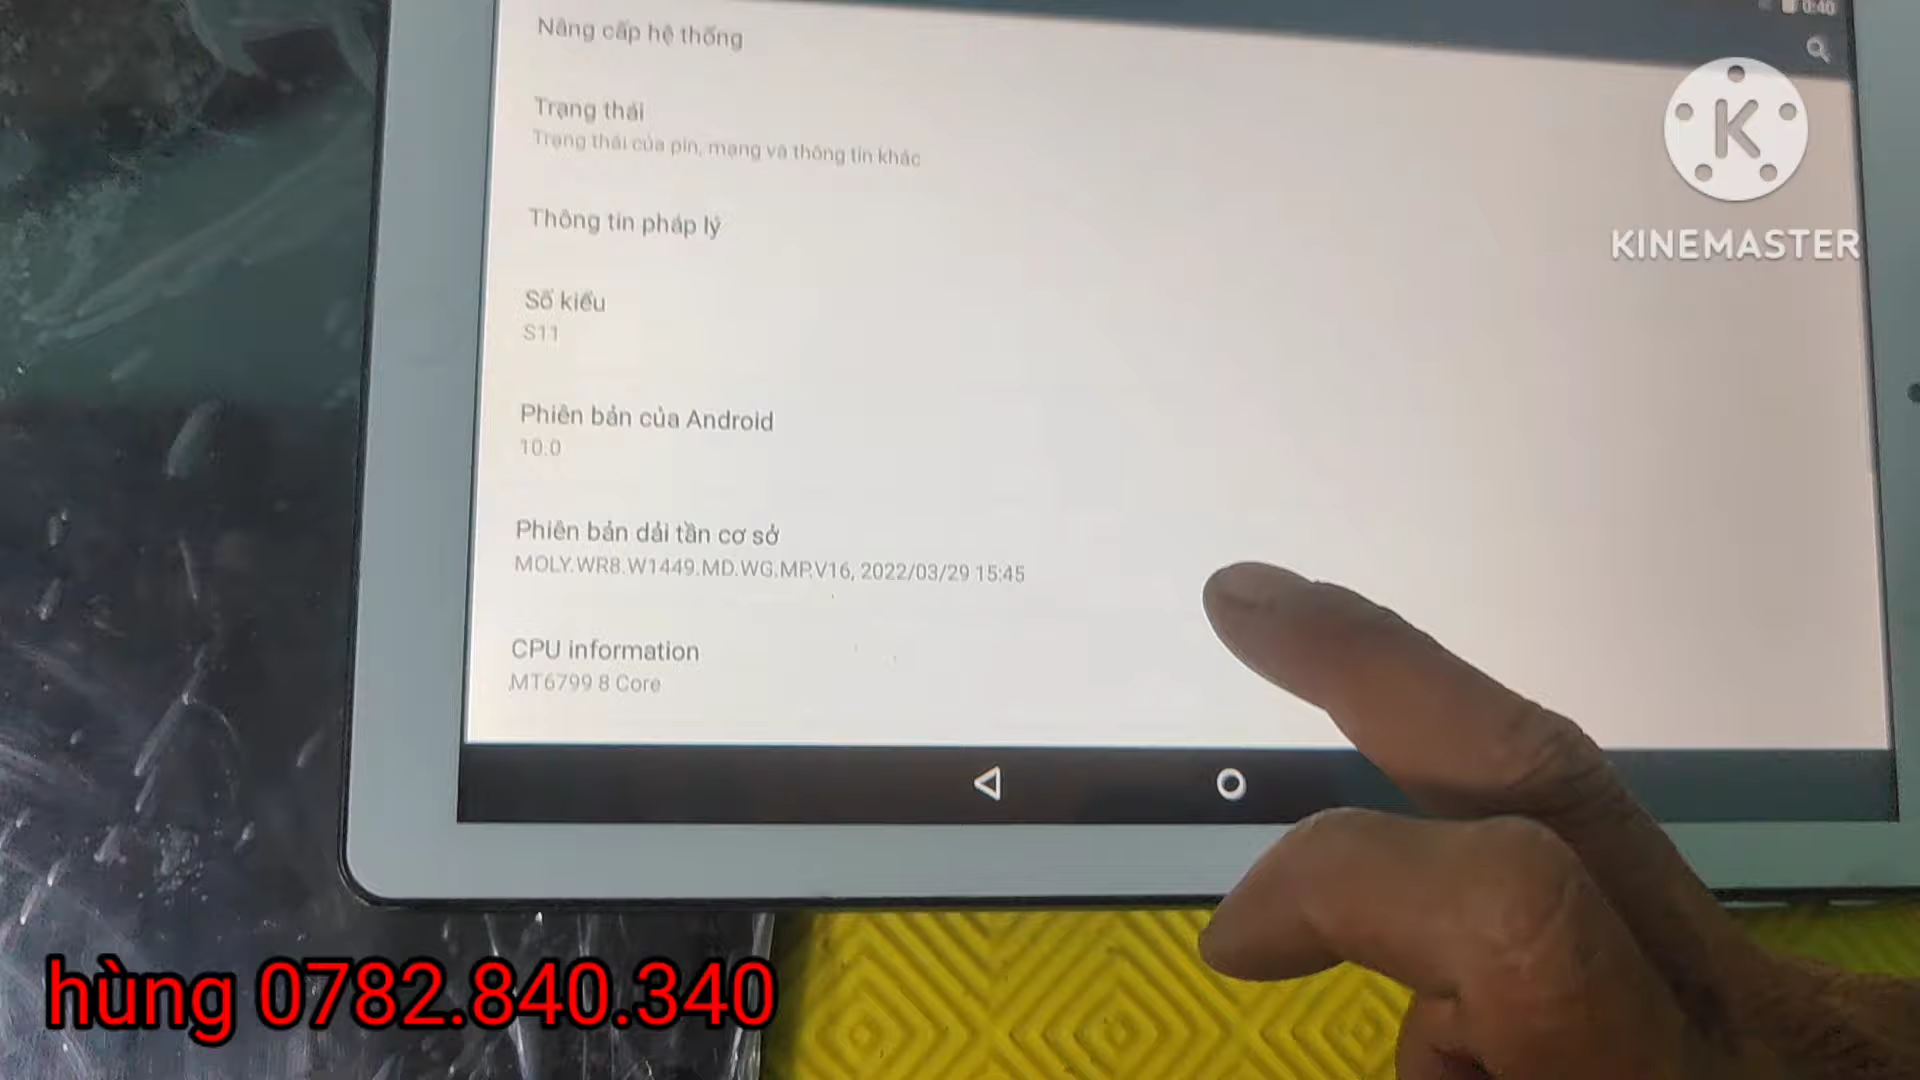 0:40
Nâng cấp hệ thống
Trạng thái
Trạng thái của pin, mạng và thông tin khác
Thông tin pháp lý
Số kiểu
S11
Phiên bản của Android
10.0
Phiên bản dải tần cơ sở
MOLY.WR8.W1449.MD.WG.MP.V16, 2022/03/29 15:45
CPU information
MT6799 8 Core
K
KINEMASTER
hùng 0782.840.340